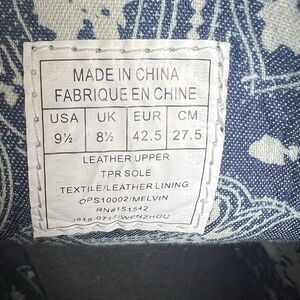 MADE IN CHINA
FABRIQUE EN CHINE
USA UK EUR CM
9½ 8½ 42.5 27.5
LEATHER UPPER
TPR SOLE
TEXTILE/LEATHER LINING
OPS10002/MELVIN
RN#151542
WENZHOU